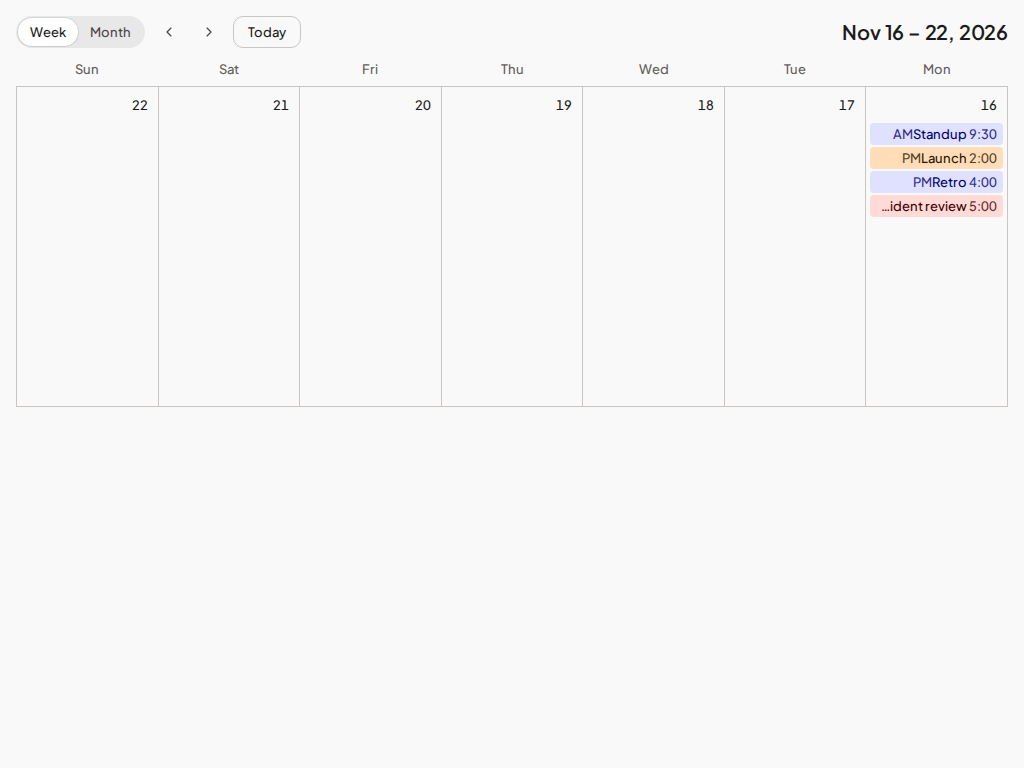 Week Month Today Nov 16 – 22, 2026
Sun Sat Fri Thu Wed Tue Mon
22 21 20 19 18 17 16
AMStandup 9:30
PMLaunch 2:00
PMRetro 4:00
…ident review 5:00